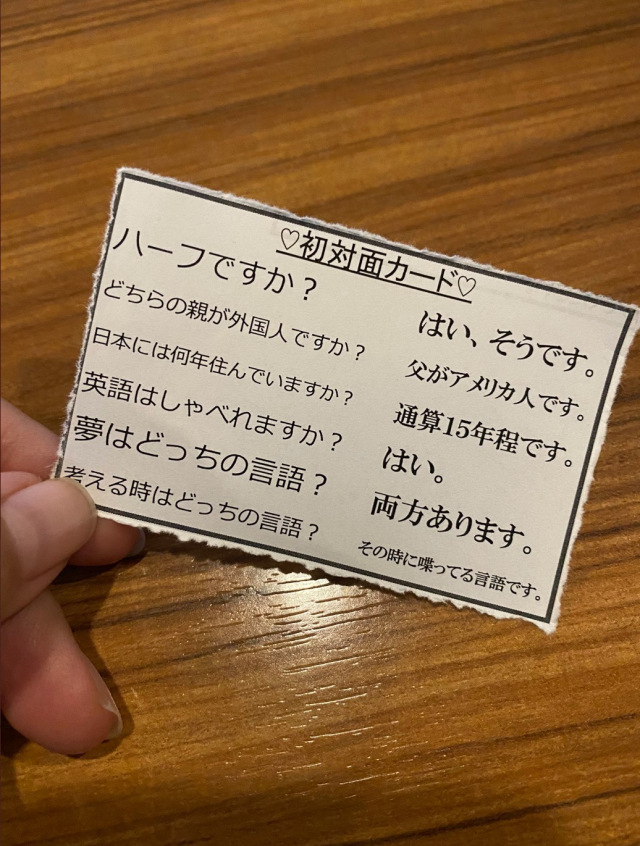 ♡初対面カード♡
ハーフですか？
はい、そうです。
どちらの親が外国人ですか？
父がアメリカ人です。
日本には何年住んでいますか？
通算15年程です。
英語はしゃべれますか？
はい。
夢はどっちの言語？
両方あります。
考える時はどっちの言語？
その時に喋ってる言語です。